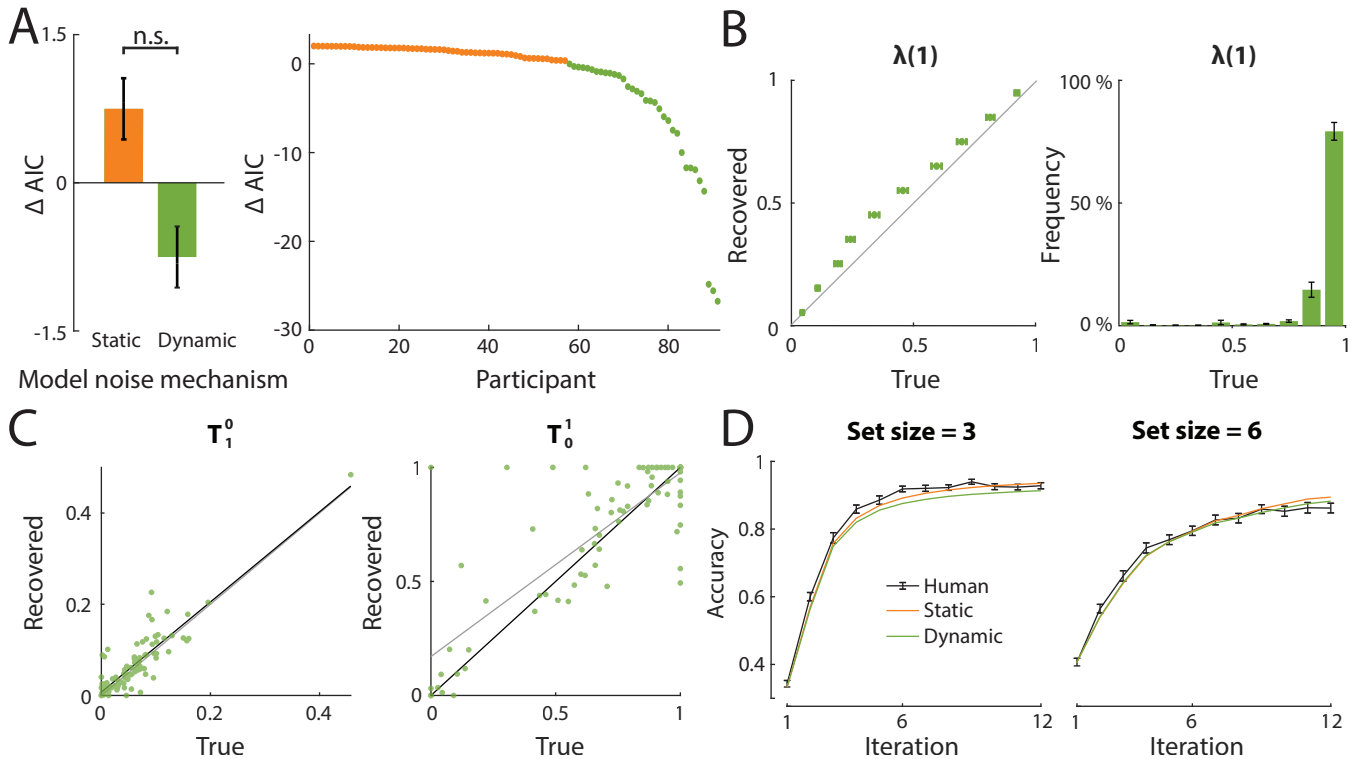 A
1.5
0
-1.5
Δ AIC
n.s.
Static
Dynamic
Model noise mechanism
Δ AIC
0
-10
-20
-30
0
20
40
60
80
Participant
B
λ(1)
Recovered
1
0.5
0
0
0.5
1
True
λ(1)
Frequency
100 %
50 %
0 %
0
0.5
1
True
C
T₁⁰
Recovered
0.4
0.2
0
0
0.2
0.4
True
T₀¹
Recovered
1
0.5
0
0
0.5
1
True
D
Set size = 3
Accuracy
1
0.8
0.6
0.4
Human
Static
Dynamic
1
6
12
Iteration
Set size = 6
1
6
12
Iteration